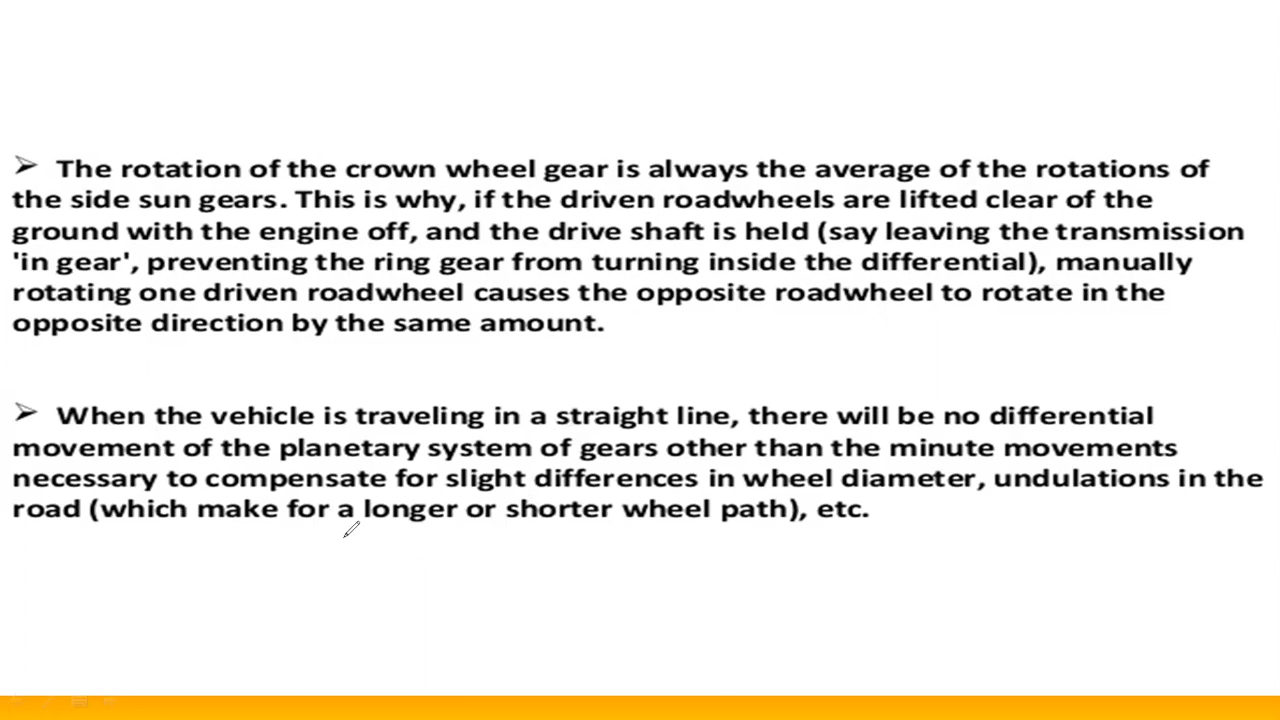 ➢ The rotation of the crown wheel gear is always the average of the rotations of
the side sun gears. This is why, if the driven roadwheels are lifted clear of the
ground with the engine off, and the drive shaft is held (say leaving the transmission
'in gear', preventing the ring gear from turning inside the differential), manually
rotating one driven roadwheel causes the opposite roadwheel to rotate in the
opposite direction by the same amount.
➢ When the vehicle is traveling in a straight line, there will be no differential
movement of the planetary system of gears other than the minute movements
necessary to compensate for slight differences in wheel diameter, undulations in the
road (which make for a longer or shorter wheel path), etc.